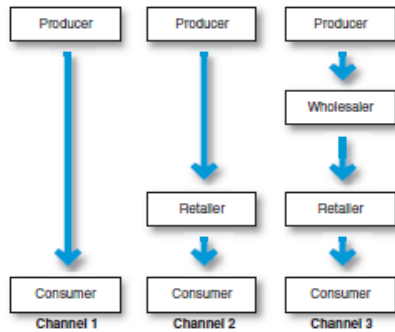 Producer Producer Producer
Wholesaler
Retailer Retailer
Consumer Consumer Consumer
Channel 1 Channel 2 Channel 3